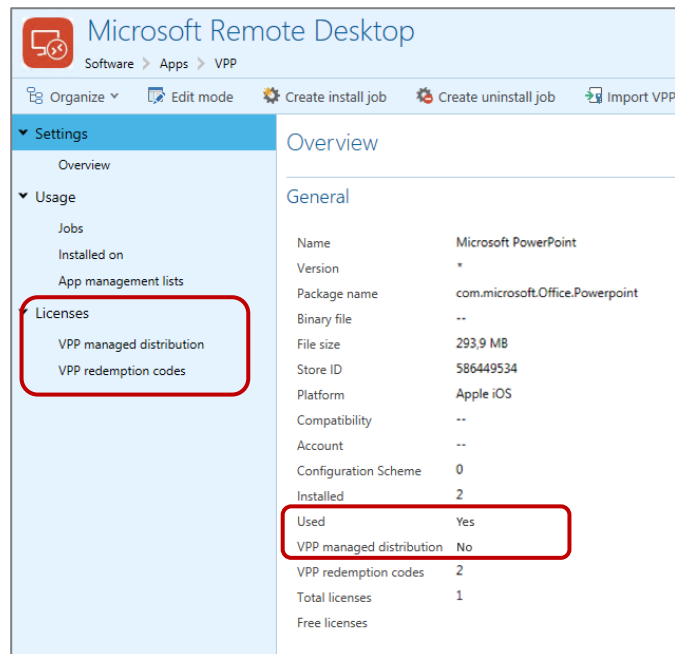 Microsoft Remote Desktop
Software > Apps > VPP
Organize Edit mode Create install job Create uninstall job Import VPP
Settings
Overview
Usage
Jobs
Installed on
App management lists
Licenses
VPP managed distribution
VPP redemption codes
Overview
General
Name Microsoft PowerPoint
Version *
Package name com.microsoft.Office.Powerpoint
Binary file --
File size 293,9 MB
Store ID 586449534
Platform Apple iOS
Compatibility --
Account --
Configuration Scheme 0
Installed 2
Used Yes
VPP managed distribution No
VPP redemption codes 2
Total licenses 1
Free licenses